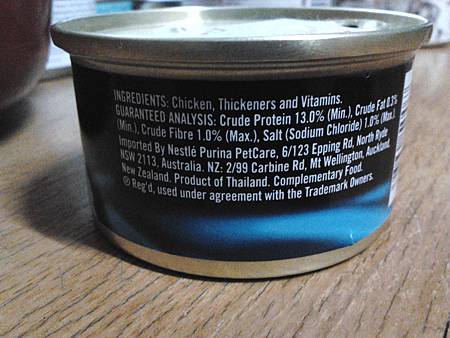 INGREDIENTS: Chicken, Thickeners and Vitamins.
GUARANTEED ANALYSIS: Crude Protein 13.0% (Min.), Crude Fat 0.2%
(Min.), Crude Fibre 1.0% (Max.), Salt (Sodium Chloride) 1.0% (Max.)
Imported By Nestlé Purina PetCare, 6/123 Epping Rd, North Ryde
NSW 2113, Australia. NZ: 2/99 Carbine Rd, Mt Wellington, Auckland,
New Zealand. Product of Thailand. Complementary Food.
® Reg'd, used under agreement with the Trademark Owners.